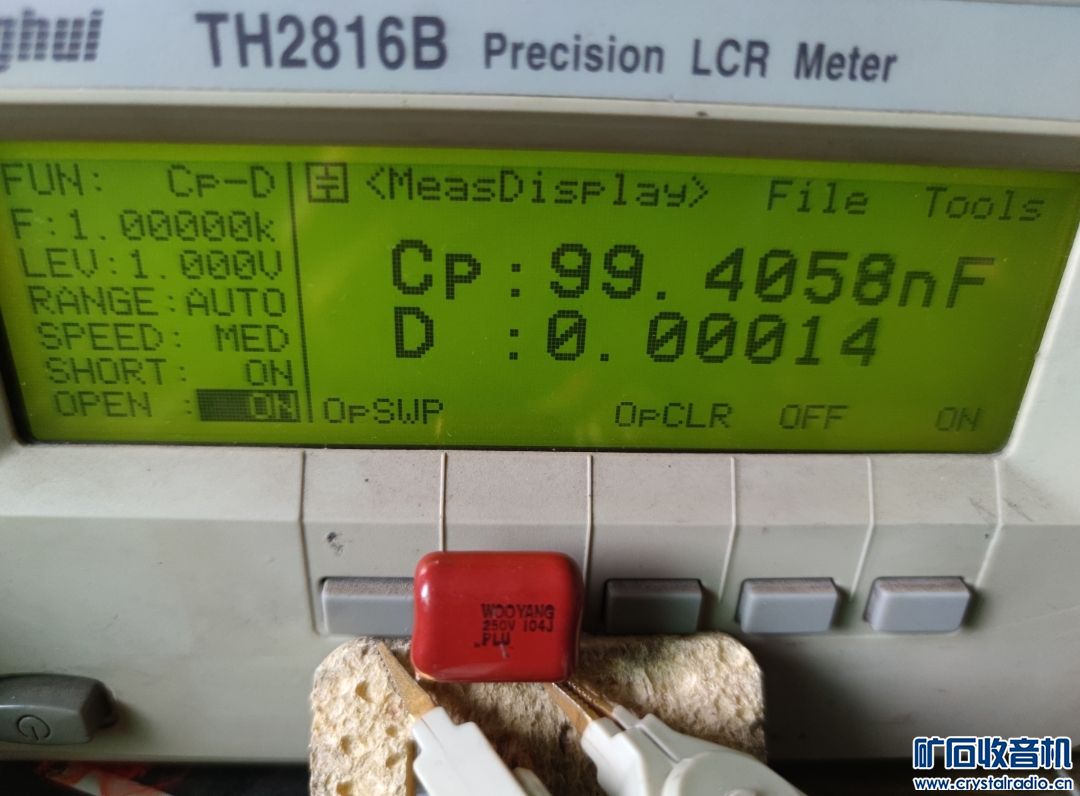 ghui TH2816B Precision LCR Meter
FUN: Cp-D
F:1.00000k
LEV:1.000V
RANGE:AUTO
SPEED: MED
SHORT: ON
OPEN : ON
<MeasDisplay> File Tools
Cp:99.4058nF
D :0.00014
OpSWP OpCLR OFF ON
WOOYANG
250V 104J
PLU
矿石收音机
www.crystalradio.cn